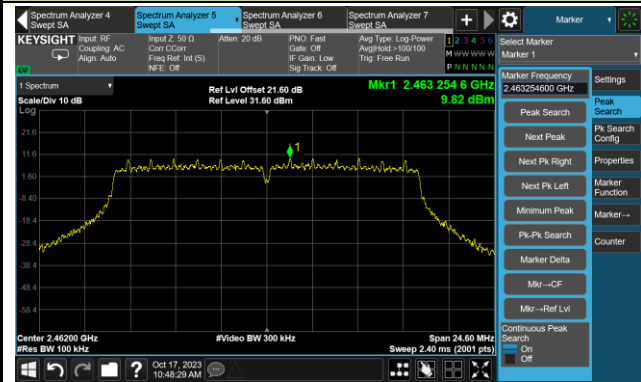 Spectrum Analyzer 4
Swept SA
Spectrum Analyzer 5
Swept SA
Spectrum Analyzer 6
Swept SA
Spectrum Analyzer 7
Swept SA
Marker
KEYSIGHT
Input: RF
Coupling: AC
Align: Auto
Input Z: 50 Ω
Corr CCorr
Freq Ref: Int (S)
NFE: Off
Atten: 20 dB
PNO: Fast
Gate: Off
IF Gain: Low
Sig Track: Off
Avg Type: Log-Power
Avg|Hold:>100/100
Trig: Free Run
1 2 3 4 5 6
M W W W W W
P N N N N N
Select Marker
Marker 1
LXI
1 Spectrum
Scale/Div 10 dB
Log
Ref Lvl Offset 21.60 dB
Ref Level 31.60 dBm
Mkr1 2.463 254 6 GHz
9.82 dBm
21.6
11.6
1.60
-8.40
-18.4
-28.4
-38.4
-48.4
-58.4
1
Center 2.46200 GHz
#Res BW 100 kHz
#Video BW 300 kHz
Span 24.60 MHz
Sweep 2.40 ms (2001 pts)
Marker Frequency
2.463254600 GHz
Peak Search
Next Peak
Next Pk Right
Next Pk Left
Minimum Peak
Pk-Pk Search
Marker Delta
Mkr→CF
Mkr→Ref Lvl
Continuous Peak
Search
On
Off
Settings
Peak
Search
Pk Search
Config
Properties
Marker
Function
Marker→
Counter
Oct 17, 2023
10:48:29 AM